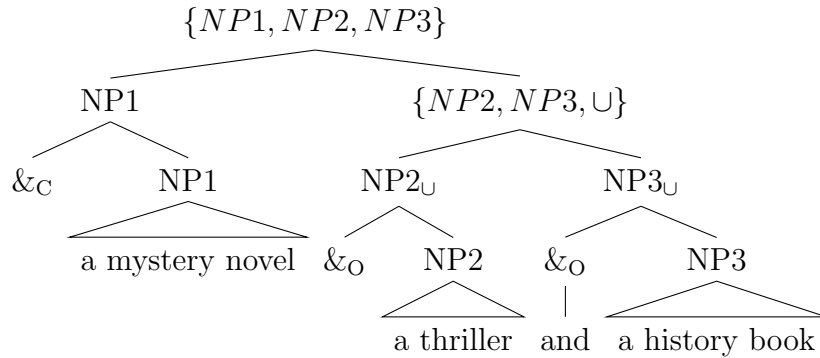 {NP1, NP2, NP3}
NP1 {NP2, NP3, ∪}
&C NP1 NP2∪ NP3∪
a mystery novel &O NP2 &O NP3
a thriller and a history book